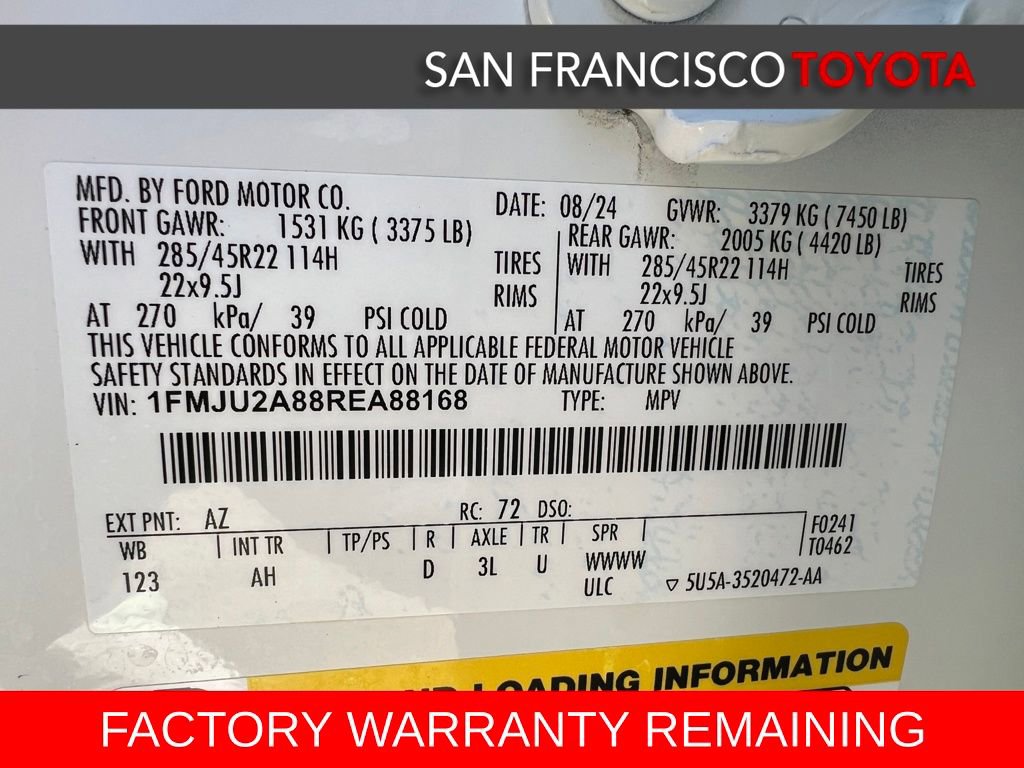 SAN FRANCISCO TOYOTA
MFD. BY FORD MOTOR CO.
DATE: 08/24 GVWR: 3379 KG ( 7450 LB)
FRONT GAWR: 1531 KG ( 3375 LB)
REAR GAWR: 2005 KG ( 4420 LB)
WITH 285/45R22 114H TIRES
WITH 285/45R22 114H TIRES
22x9.5J RIMS
22x9.5J RIMS
AT 270 kPa/ 39 PSI COLD
AT 270 kPa/ 39 PSI COLD
THIS VEHICLE CONFORMS TO ALL APPLICABLE FEDERAL MOTOR VEHICLE
SAFETY STANDARDS IN EFFECT ON THE DATE OF MANUFACTURE SHOWN ABOVE.
VIN: 1FMJU2A88REA88168 TYPE: MPV
EXT PNT: AZ RC: 72 DSO:
WB INT TR TP/PS R AXLE TR SPR F0241
T0462
123 AH D 3L U WWWW
ULC 5U5A-3520472-AA
LOADING INFORMATION
FACTORY WARRANTY REMAINING